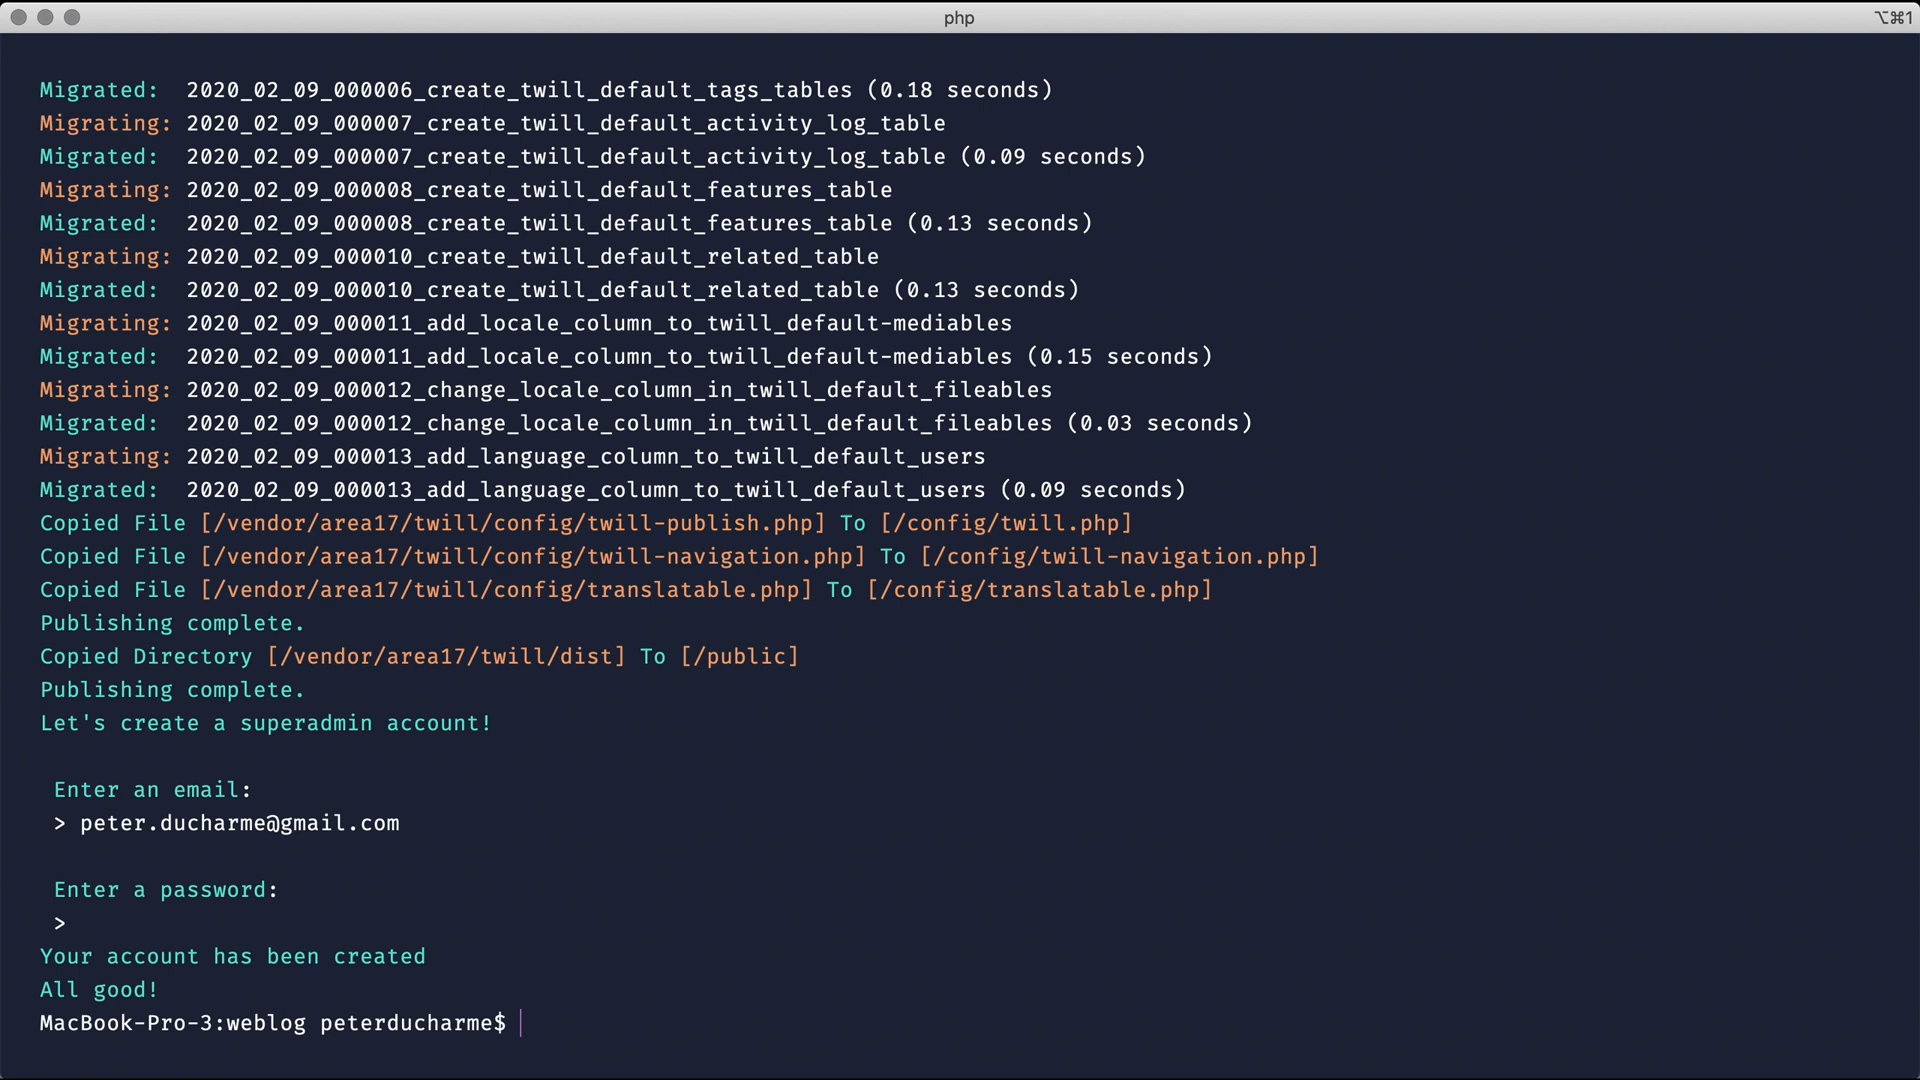 php
⌥⌘1
Migrated:  2020_02_09_000006_create_twill_default_tags_tables (0.18 seconds)
Migrating: 2020_02_09_000007_create_twill_default_activity_log_table
Migrated:  2020_02_09_000007_create_twill_default_activity_log_table (0.09 seconds)
Migrating: 2020_02_09_000008_create_twill_default_features_table
Migrated:  2020_02_09_000008_create_twill_default_features_table (0.13 seconds)
Migrating: 2020_02_09_000010_create_twill_default_related_table
Migrated:  2020_02_09_000010_create_twill_default_related_table (0.13 seconds)
Migrating: 2020_02_09_000011_add_locale_column_to_twill_default-mediables
Migrated:  2020_02_09_000011_add_locale_column_to_twill_default-mediables (0.15 seconds)
Migrating: 2020_02_09_000012_change_locale_column_in_twill_default_fileables
Migrated:  2020_02_09_000012_change_locale_column_in_twill_default_fileables (0.03 seconds)
Migrating: 2020_02_09_000013_add_language_column_to_twill_default_users
Migrated:  2020_02_09_000013_add_language_column_to_twill_default_users (0.09 seconds)
Copied File [/vendor/area17/twill/config/twill-publish.php] To [/config/twill.php]
Copied File [/vendor/area17/twill/config/twill-navigation.php] To [/config/twill-navigation.php]
Copied File [/vendor/area17/twill/config/translatable.php] To [/config/translatable.php]
Publishing complete.
Copied Directory [/vendor/area17/twill/dist] To [/public]
Publishing complete.
Let's create a superadmin account!
Enter an email:
> peter.ducharme@gmail.com
Enter a password:
>
Your account has been created
All good!
MacBook-Pro-3:weblog peterducharme$